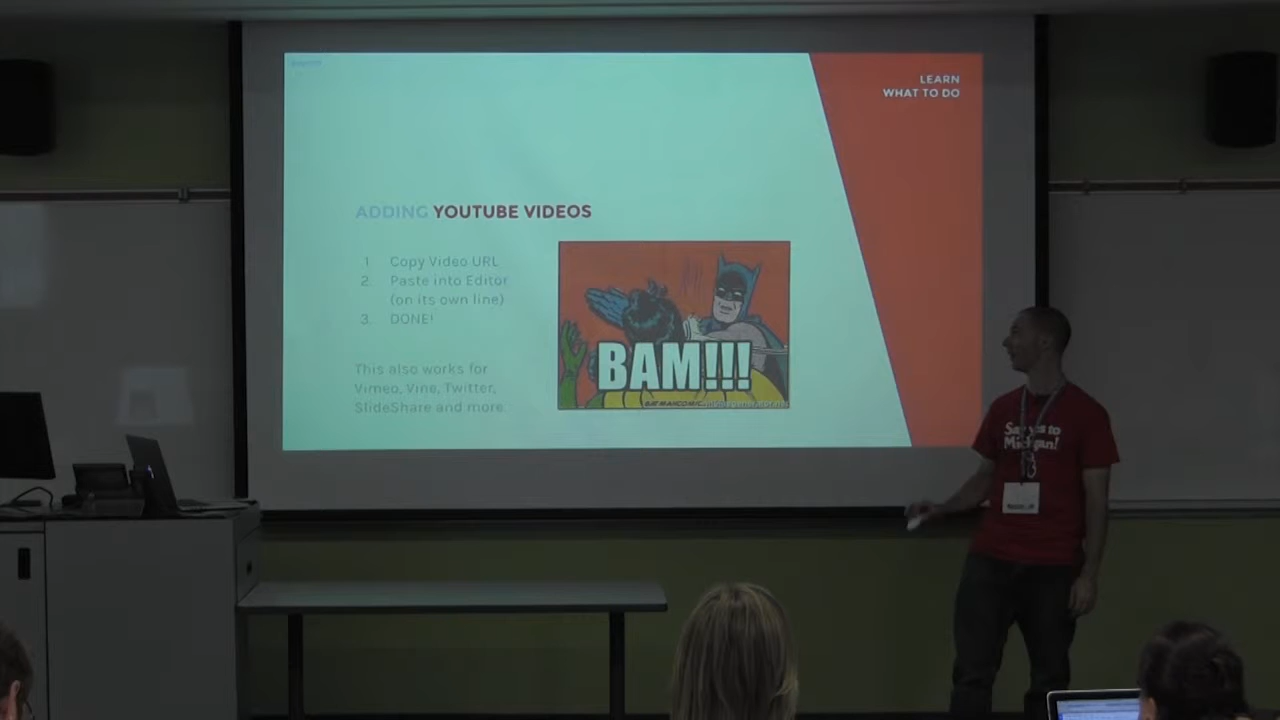 LEARN
WHAT TO DO
ADDING YOUTUBE VIDEOS
1. Copy Video URL
2. Paste into Editor
(on its own line)
3. DONE!
This also works for
Vimeo, Vine, Twitter,
SlideShare and more.
BAM!!!
Say yes to
Michigan!